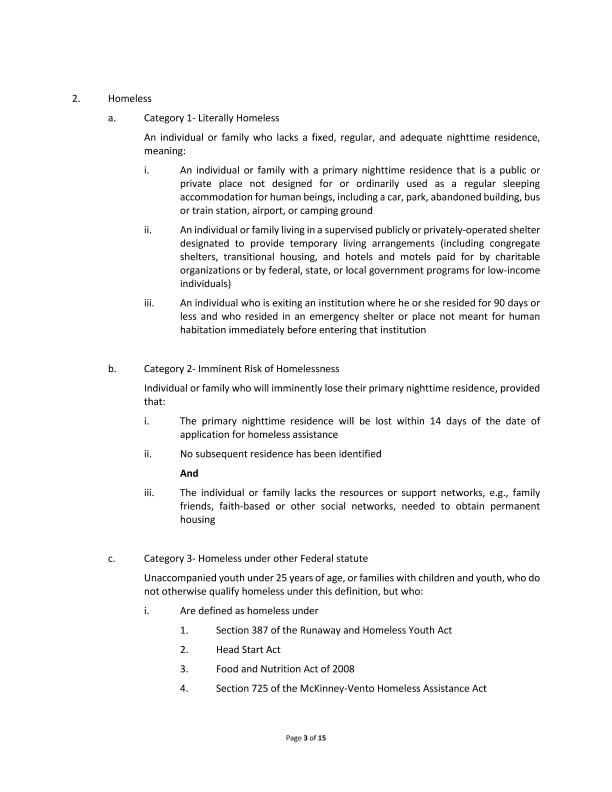 2. Homeless
a. Category 1- Literally Homeless
An individual or family who lacks a fixed, regular, and adequate nighttime residence,
meaning:
i. An individual or family with a primary nighttime residence that is a public or
private place not designed for or ordinarily used as a regular sleeping
accommodation for human beings, including a car, park, abandoned building, bus
or train station, airport, or camping ground
ii. An individual or family living in a supervised publicly or privately-operated shelter
designated to provide temporary living arrangements (including congregate
shelters, transitional housing, and hotels and motels paid for by charitable
organizations or by federal, state, or local government programs for low-income
individuals)
iii. An individual who is exiting an institution where he or she resided for 90 days or
less and who resided in an emergency shelter or place not meant for human
habitation immediately before entering that institution
b. Category 2- Imminent Risk of Homelessness
Individual or family who will imminently lose their primary nighttime residence, provided
that:
i. The primary nighttime residence will be lost within 14 days of the date of
application for homeless assistance
ii. No subsequent residence has been identified
And
iii. The individual or family lacks the resources or support networks, e.g., family
friends, faith-based or other social networks, needed to obtain permanent
housing
c. Category 3- Homeless under other Federal statute
Unaccompanied youth under 25 years of age, or families with children and youth, who do
not otherwise qualify homeless under this definition, but who:
i. Are defined as homeless under
1. Section 387 of the Runaway and Homeless Youth Act
2. Head Start Act
3. Food and Nutrition Act of 2008
4. Section 725 of the McKinney-Vento Homeless Assistance Act
Page 3 of 15